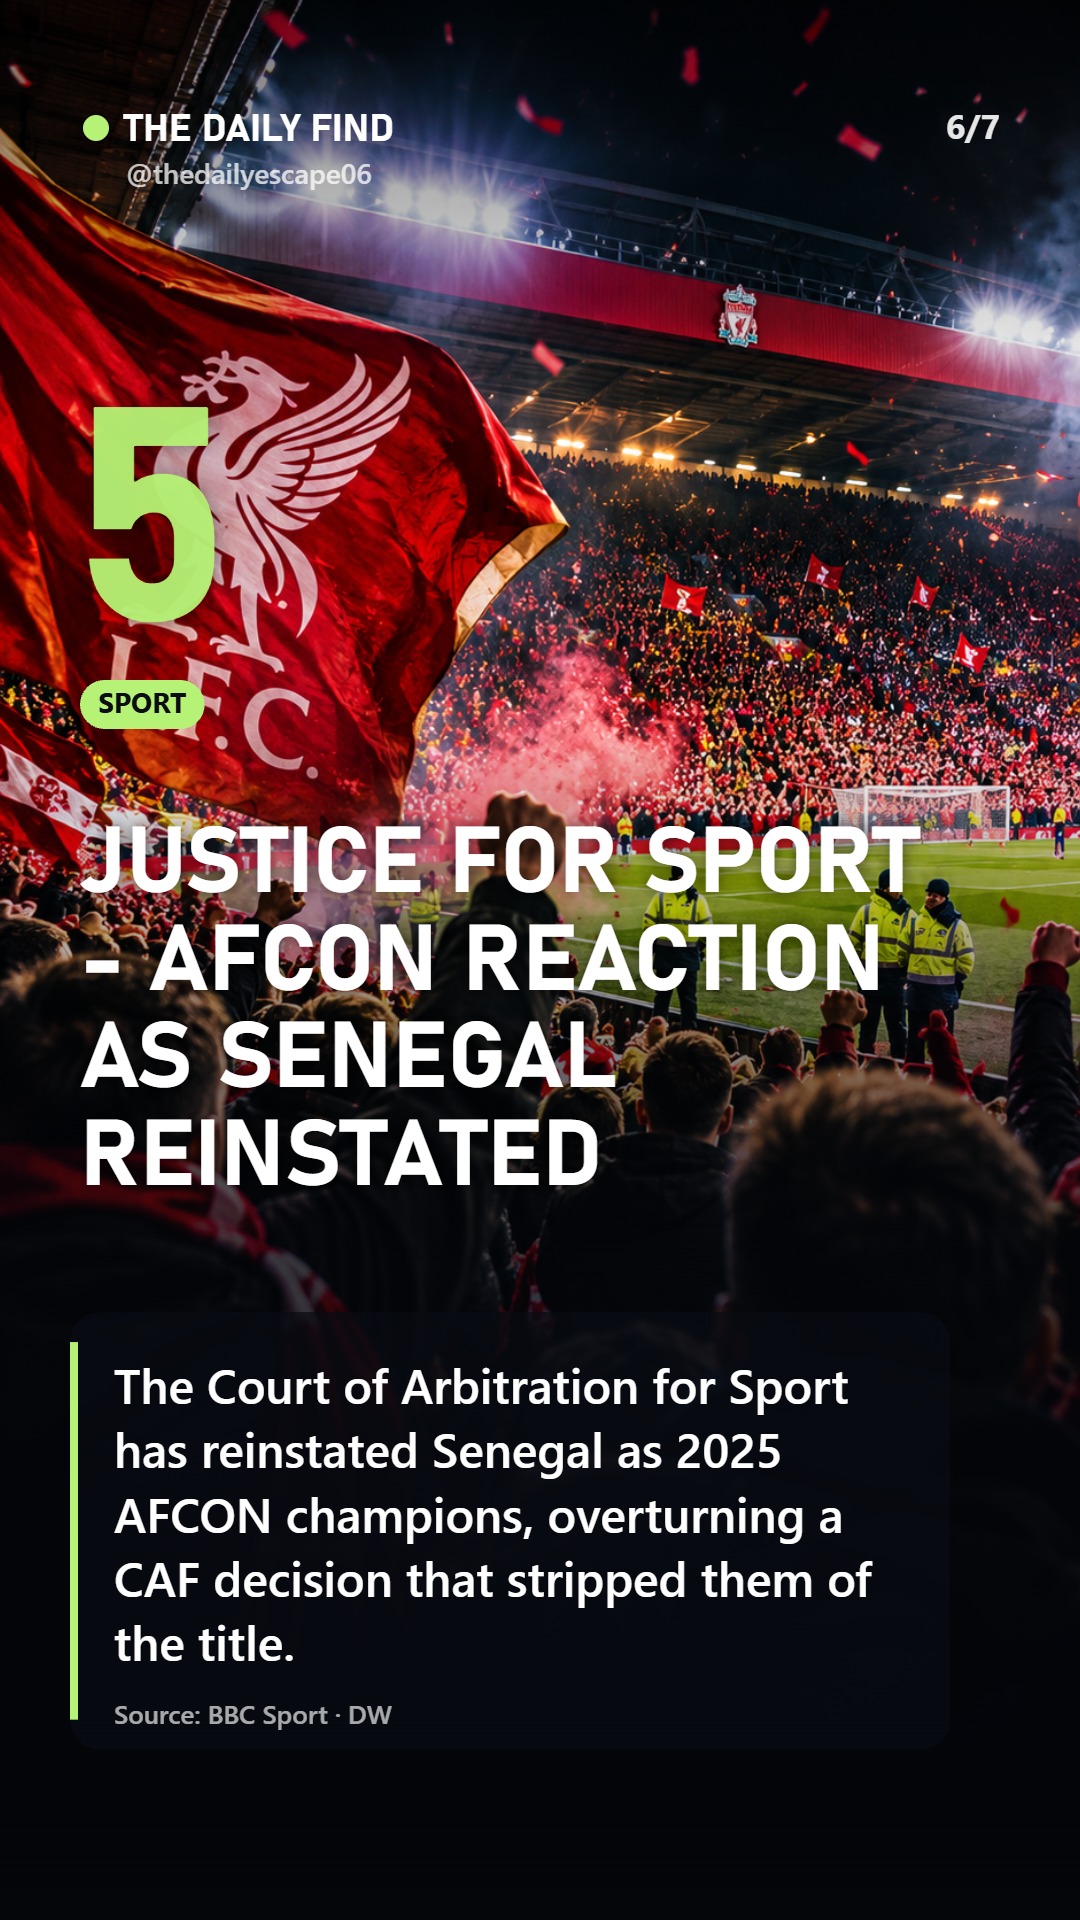 THE DAILY FIND
@thedailyescape06
6/7
5
L.F.C.
SPORT
JUSTICE FOR SPORT
- AFCON REACTION
AS SENEGAL
REINSTATED
The Court of Arbitration for Sport
has reinstated Senegal as 2025
AFCON champions, overturning a
CAF decision that stripped them of
the title.
Source: BBC Sport · DW